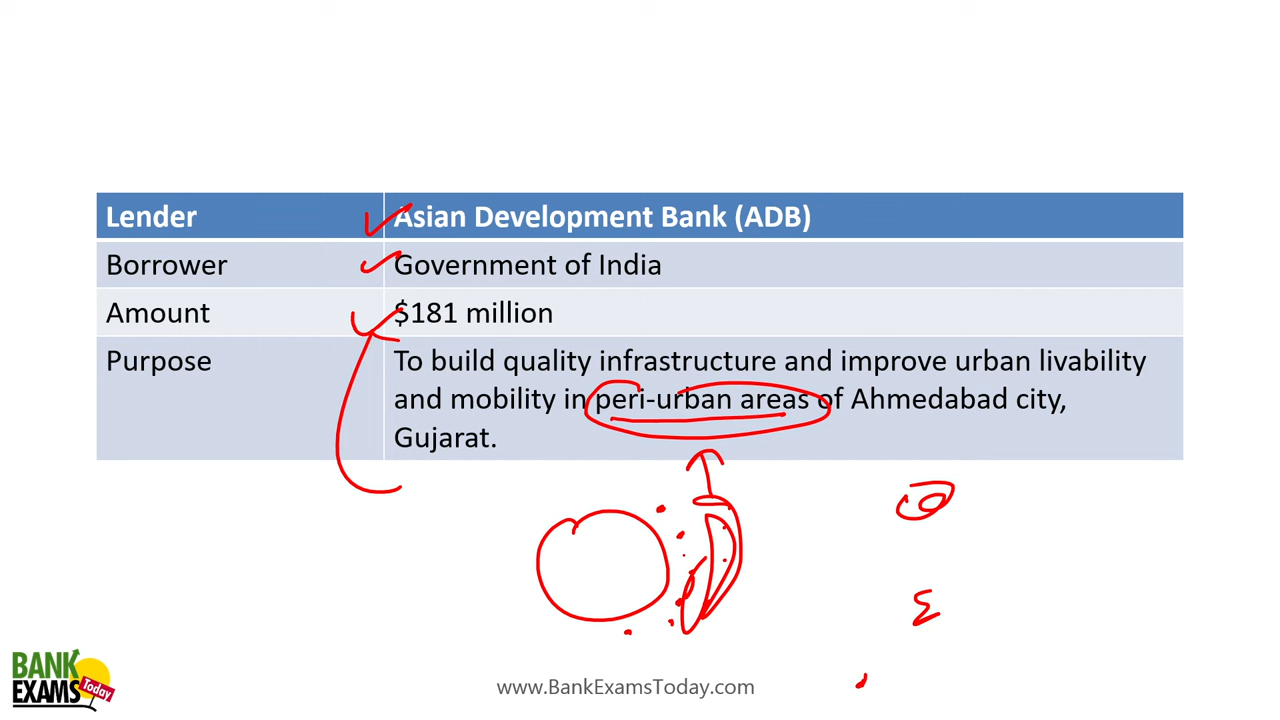 Lender Asian Development Bank (ADB)
Borrower Government of India
Amount $181 million
Purpose To build quality infrastructure and improve urban livability
and mobility in peri-urban areas of Ahmedabad city,
Gujarat.
BANK
EXAMS Today
www.BankExamsToday.com